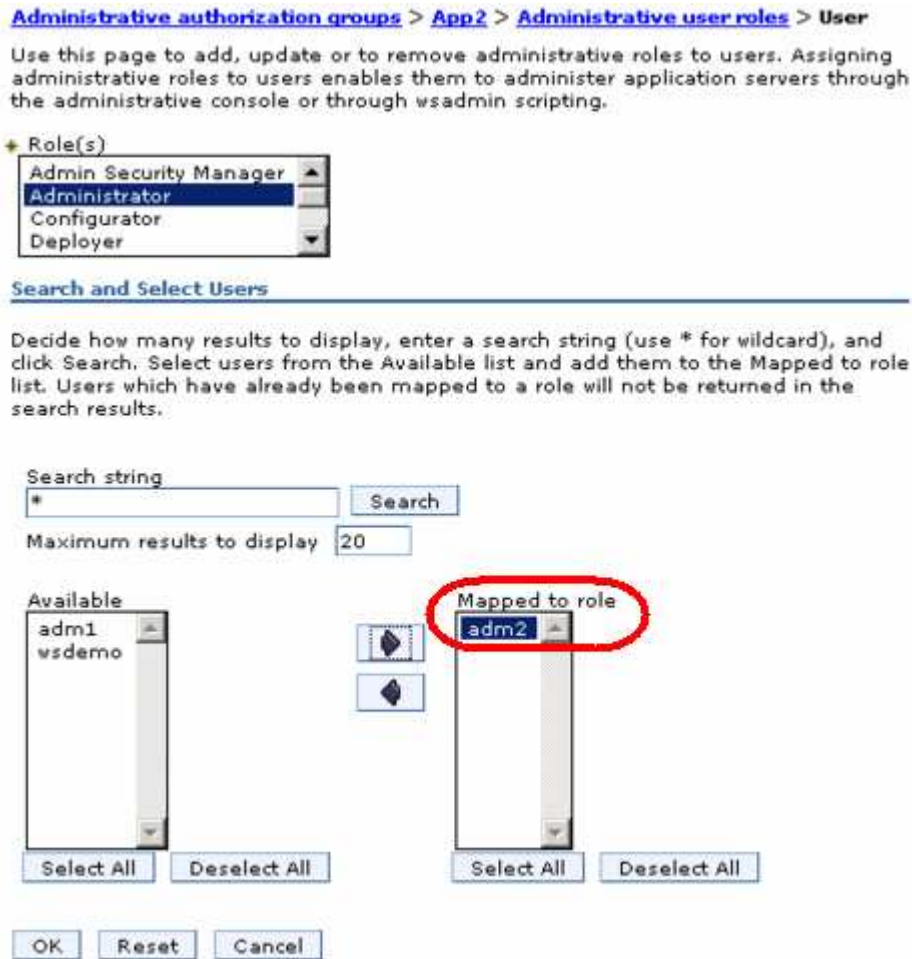 Administrative authorization groups > App2 > Administrative user roles > User
Use this page to add, update or to remove administrative roles to users. Assigning
administrative roles to users enables them to administer application servers through
the administrative console or through wsadmin scripting.
Role(s)
Admin Security Manager
Administrator
Configurator
Deployer
Search and Select Users
Decide how many results to display, enter a search string (use * for wildcard), and
click Search. Select users from the Available list and add them to the Mapped to role
list. Users which have already been mapped to a role will not be returned in the
search results.
Search string
* Search
Maximum results to display 20
Available Mapped to role
adm1 adm2
wsdemo
Select All Deselect All Select All Deselect All
OK Reset Cancel